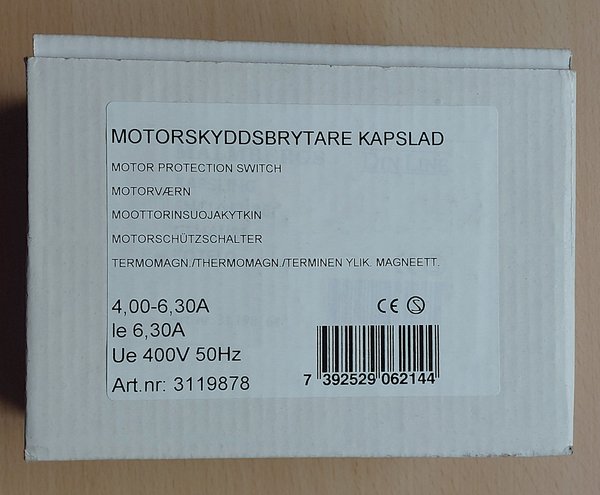 MOTORSKYDDSBRYTARE KAPSLAD
MOTOR PROTECTION SWITCH
MOTORVÆRN
MOOTTORINSUOJAKYTKIN
MOTORSCHÜTZSCHALTER
TERMOMAGN./THERMOMAGN./TERMINEN YLIK. MAGNEETT.
4,00-6,30A
Ie 6,30A
Ue 400V 50Hz
Art.nr: 3119878
CE S
7 392529 062144